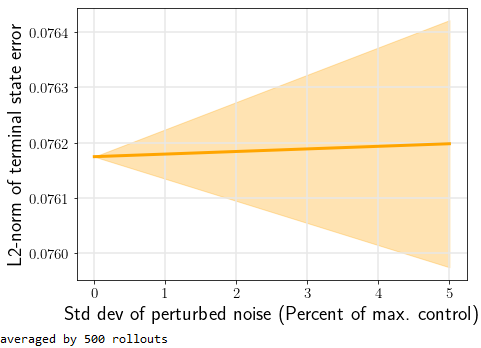 L2-norm of terminal state error
0.0764
0.0763
0.0762
0.0761
0.0760
0 1 2 3 4 5
Std dev of perturbed noise (Percent of max. control)
averaged by 500 rollouts